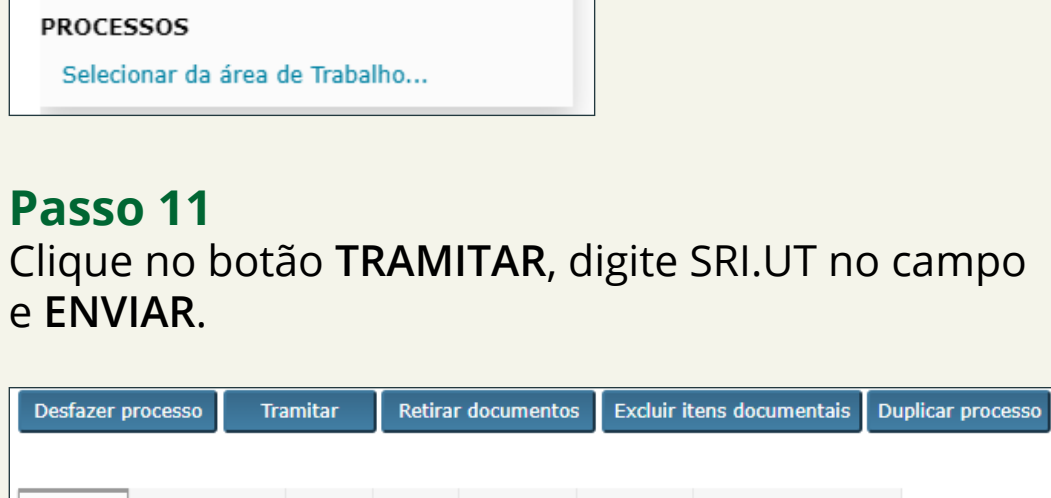 PROCESSOS
Selecionar da área de Trabalho...
Passo 11
Clique no botão TRAMITAR, digite SRI.UT no campo
e ENVIAR.
Desfazer processo Tramitar Retirar documentos Excluir itens documentais Duplicar processo